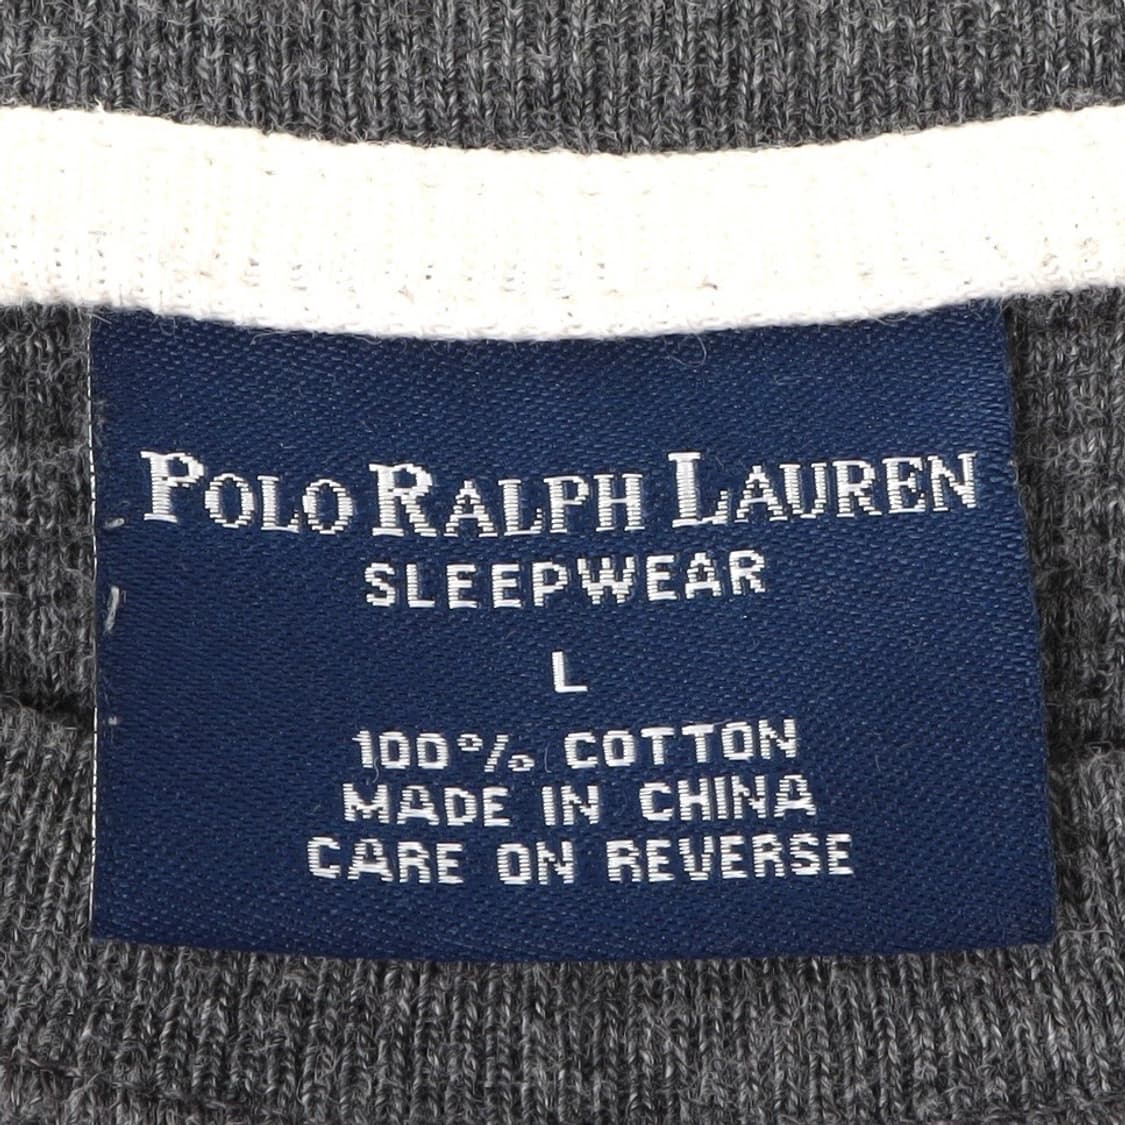 POLO RALPH LAUREN
SLEEPWEAR
L
100% COTTON
MADE IN CHINA
CARE ON REVERSE